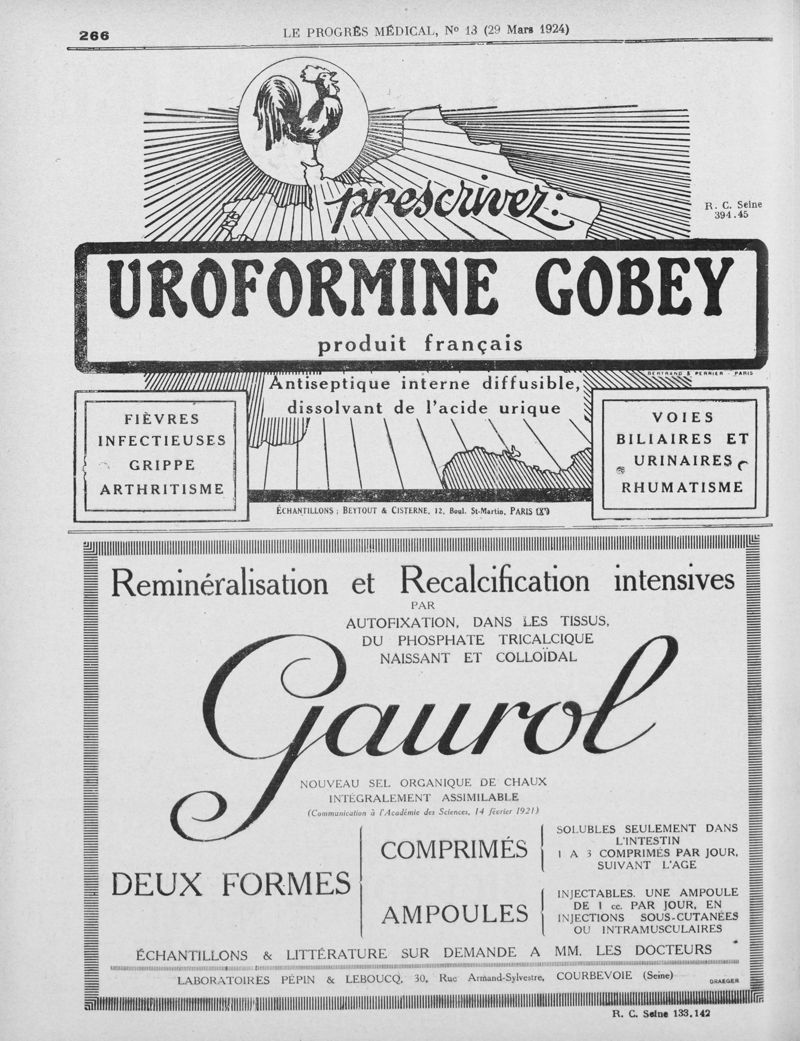 266
LE PROGRÈS MÉDICAL, Nº 13 (29 Mars 1924)
prescrivez:
R. C. Seine
394.45
UROFORMINE GOBEY
produit français
BERTRAND & PERRIER - PARIS
Antiseptique interne diffusible,
dissolvant de l'acide urique
FIÈVRES
INFECTIEUSES
GRIPPE
ARTHRITISME
VOIES
BILIAIRES ET
URINAIRES
RHUMATISME
ÉCHANTILLONS ; BEYTOUT & CISTERNE, 12, Boul. St-Martin, PARIS (Xe)
Reminéralisation et Recalcification intensives
PAR
AUTOFIXATION, DANS LES TISSUS,
DU PHOSPHATE TRICALCIQUE
NAISSANT ET COLLOÏDAL
Gaurol
NOUVEAU SEL ORGANIQUE DE CHAUX
INTÉGRALEMENT ASSIMILABLE
(Communication à l'Académie des Sciences, 14 février 1921)
DEUX FORMES
COMPRIMÉS
SOLUBLES SEULEMENT DANS
L'INTESTIN
1 A 3 COMPRIMÉS PAR JOUR,
SUIVANT L'AGE
AMPOULES
INJECTABLES. UNE AMPOULE
DE 1 cc. PAR JOUR, EN
INJECTIONS SOUS-CUTANÉES
OU INTRAMUSCULAIRES
ÉCHANTILLONS & LITTÉRATURE SUR DEMANDE A MM. LES DOCTEURS
LABORATOIRES PÉPIN & LEBOUCQ, 30, Rue Armand-Sylvestre, COURBEVOIE (Seine)
DRAEGER
R. C. Seine 133.142